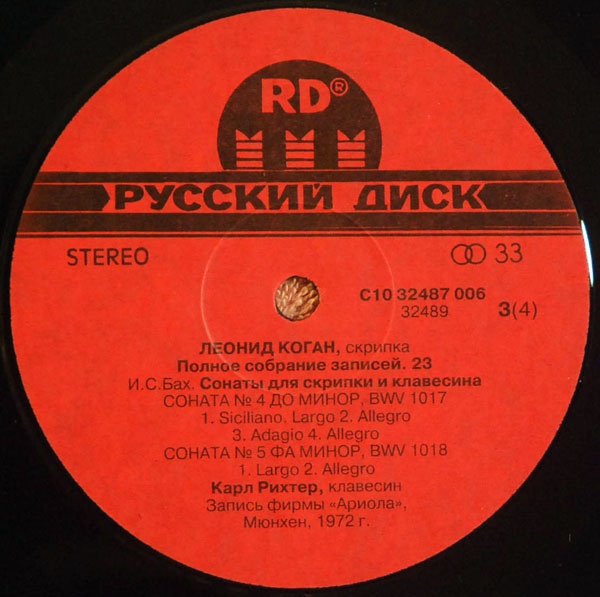 RD®
РУССКИЙ ДИСК
STEREO
33
С10 32487 006
32489
3(4)
ЛЕОНИД КОГАН, скрипка
Полное собрание записей. 23
И.С.Бах. Сонаты для скрипки и клавесина
СОНАТА № 4 ДО МИНОР, BWV 1017
1. Siciliano, Largo 2. Allegro
3. Adagio 4. Allegro
СОНАТА № 5 ФА МИНОР, BWV 1018
1. Largo 2. Allegro
Карл Рихтер, клавесин
Запись фирмы «Ариола»,
Мюнхен, 1972 г.